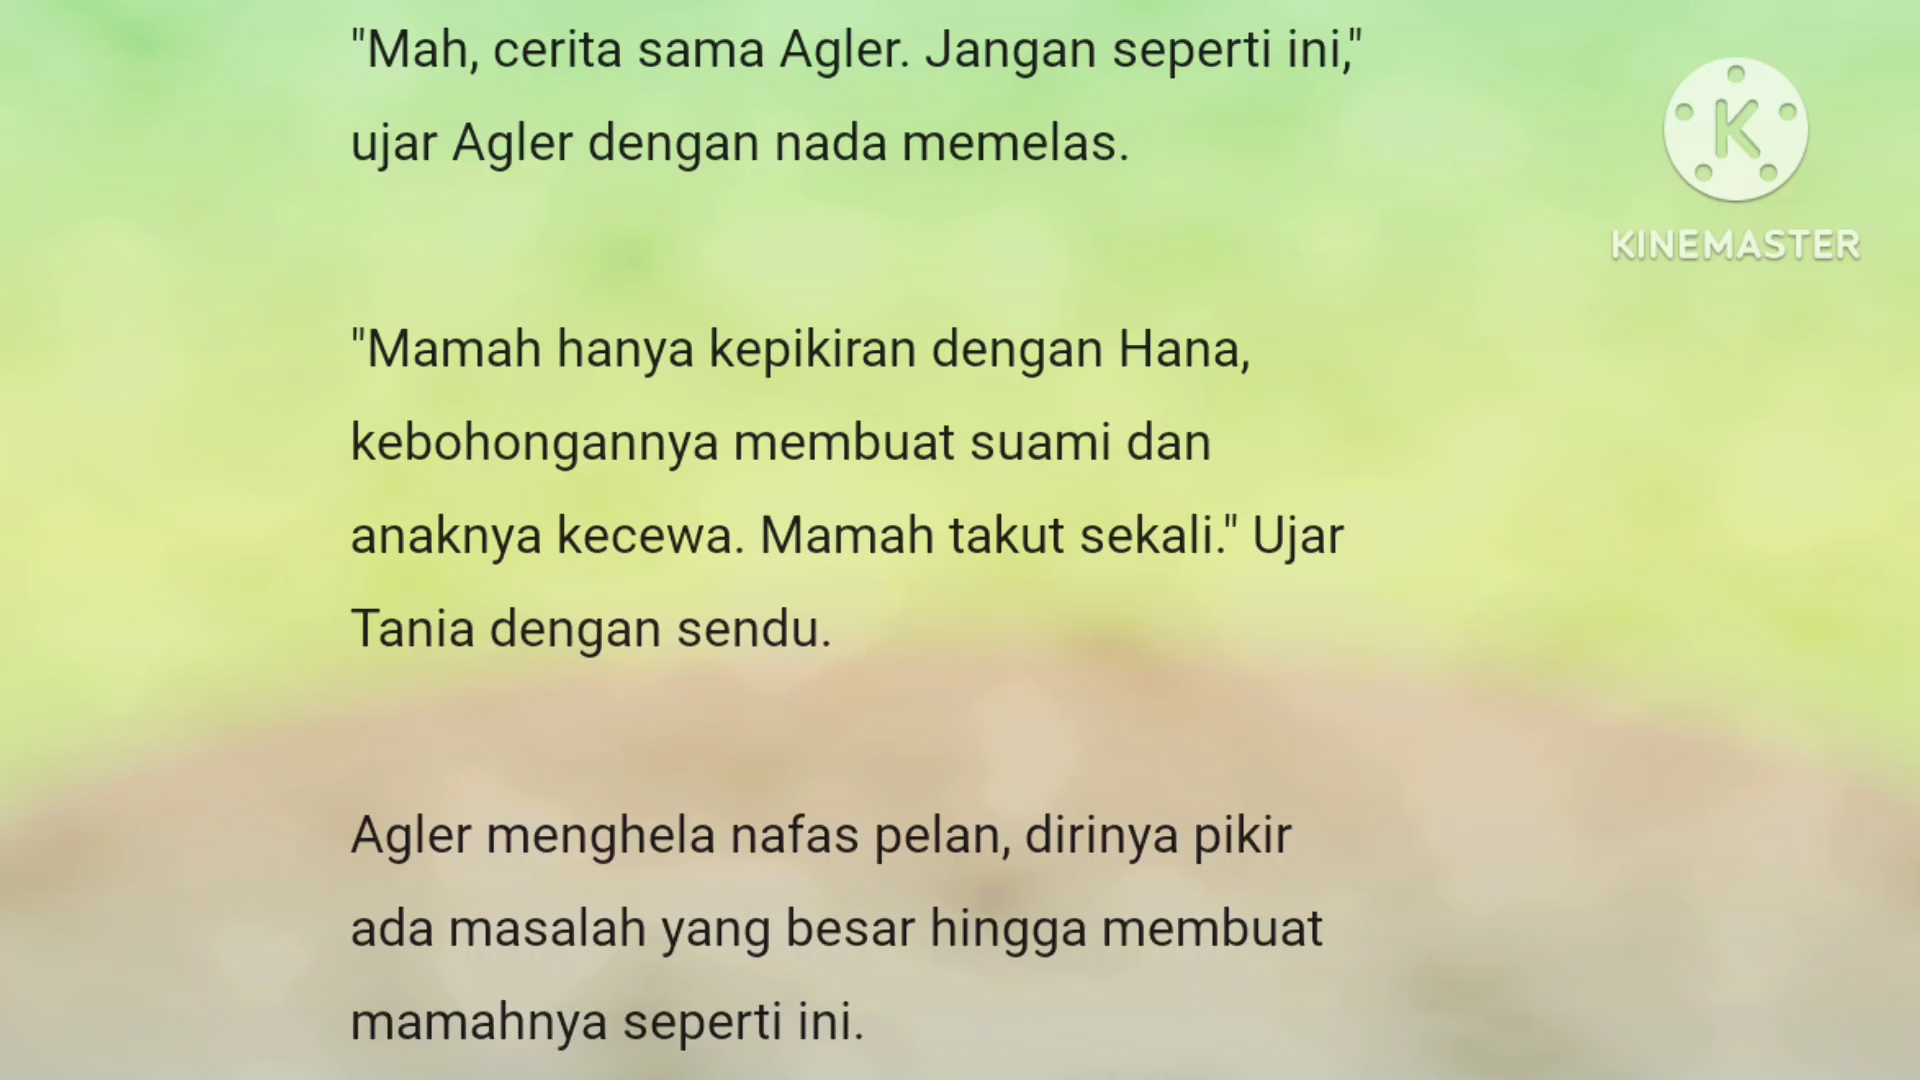 "Mah, cerita sama Agler. Jangan seperti ini,"
ujar Agler dengan nada memelas.
K
KINEMASTER
"Mamah hanya kepikiran dengan Hana,
kebohongannya membuat suami dan
anaknya kecewa. Mamah takut sekali." Ujar
Tania dengan sendu.
Agler menghela nafas pelan, dirinya pikir
ada masalah yang besar hingga membuat
mamahnya seperti ini.